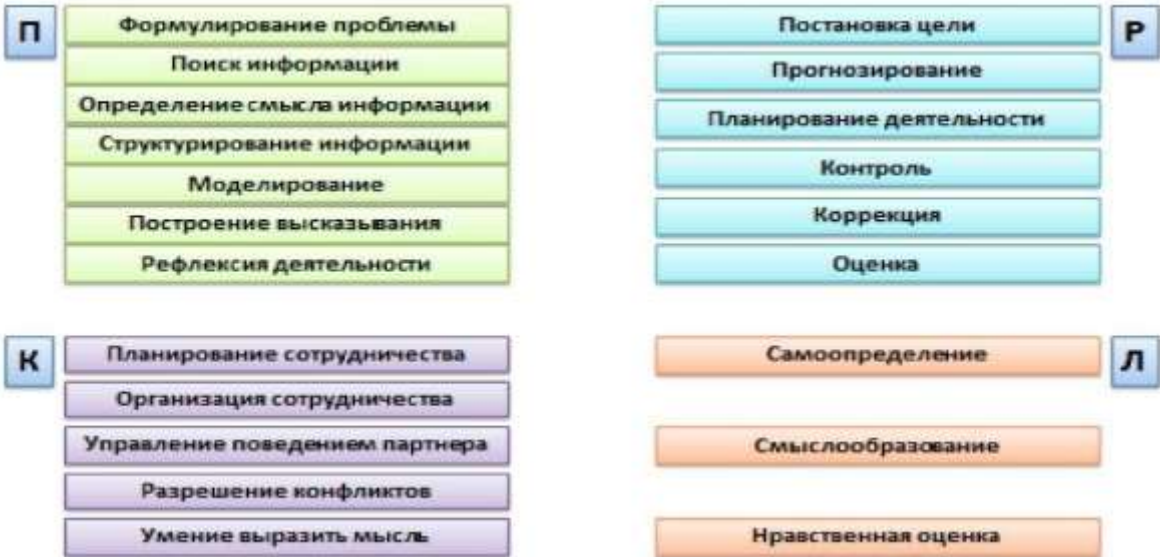 П
Формулирование проблемы
Поиск информации
Определение смысла информации
Структурирование информации
Моделирование
Построение высказывания
Рефлексия деятельности
Р
Постановка цели
Прогнозирование
Планирование деятельности
Контроль
Коррекция
Оценка
К
Планирование сотрудничества
Организация сотрудничества
Управление поведением партнера
Разрешение конфликтов
Умение выразить мысль
Л
Самоопределение
Смыслообразование
Нравственная оценка